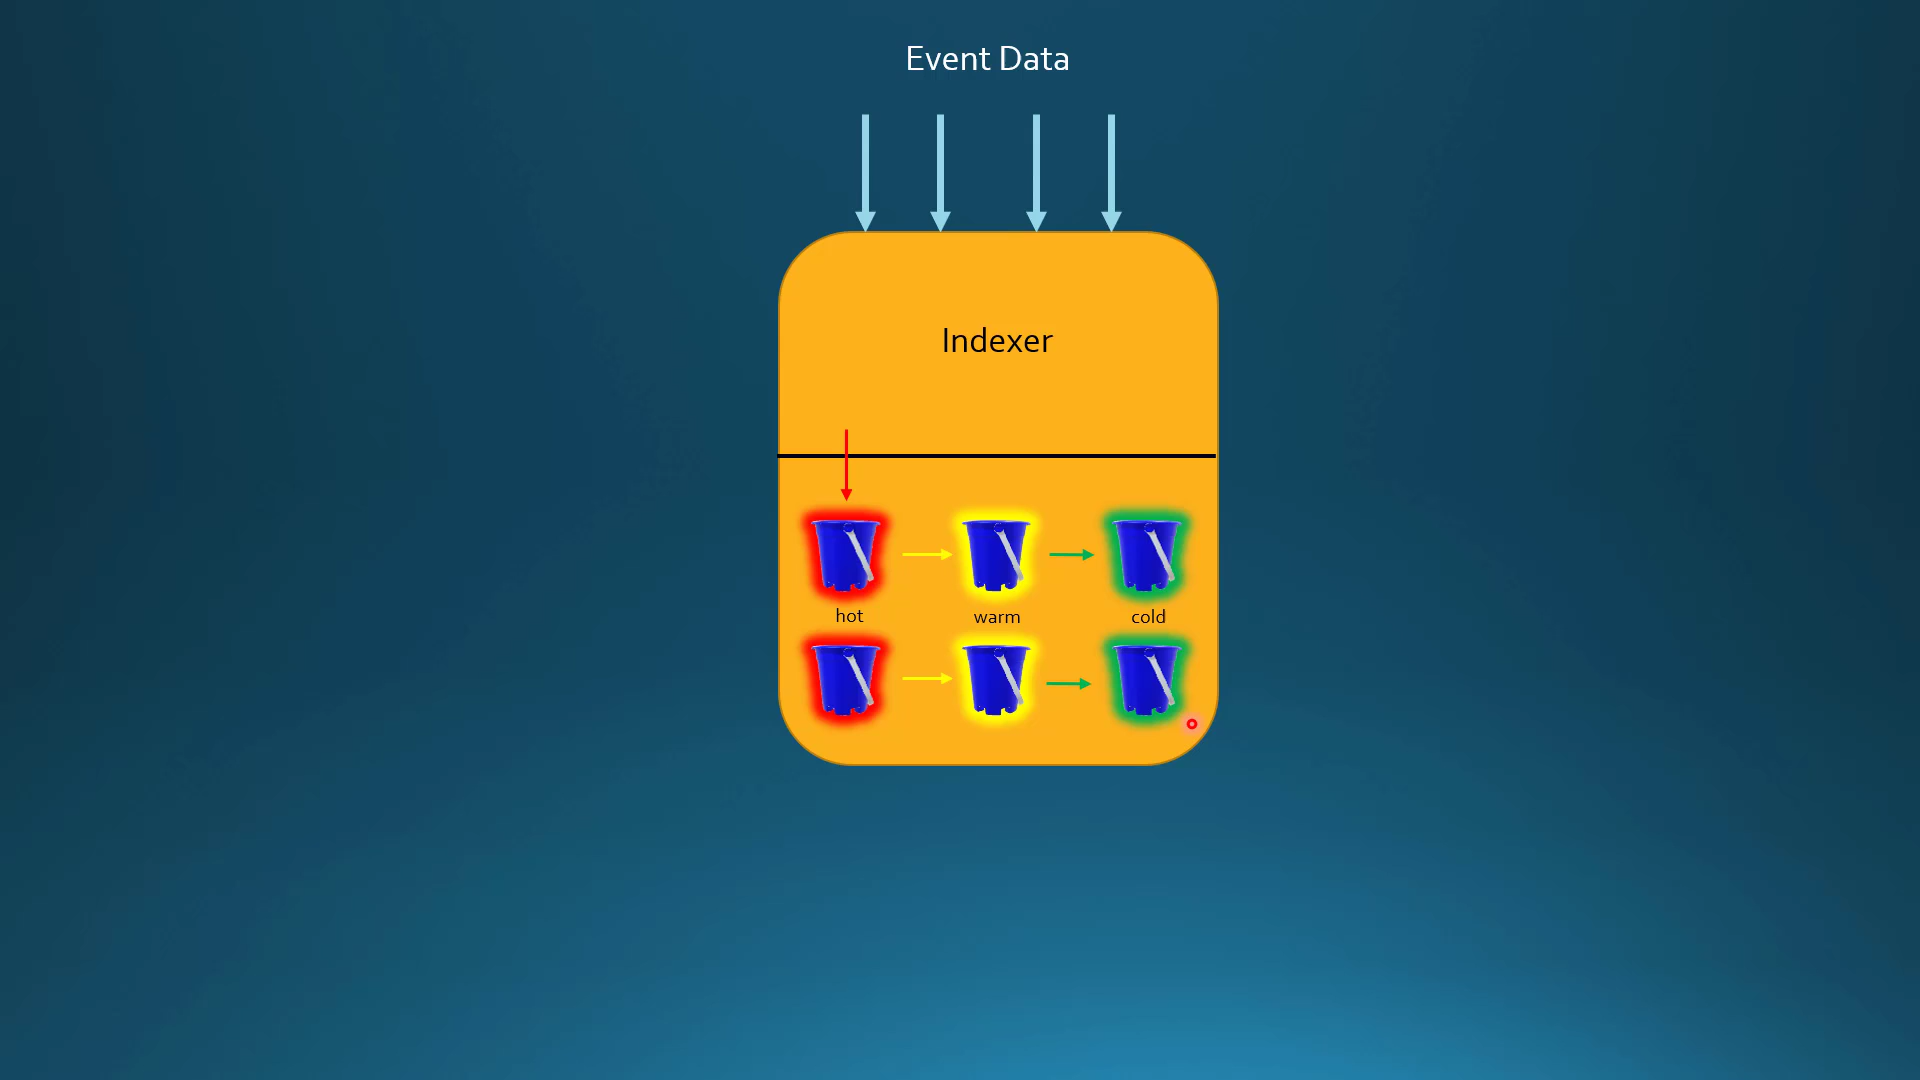 Event Data
Indexer
hot
warm
cold